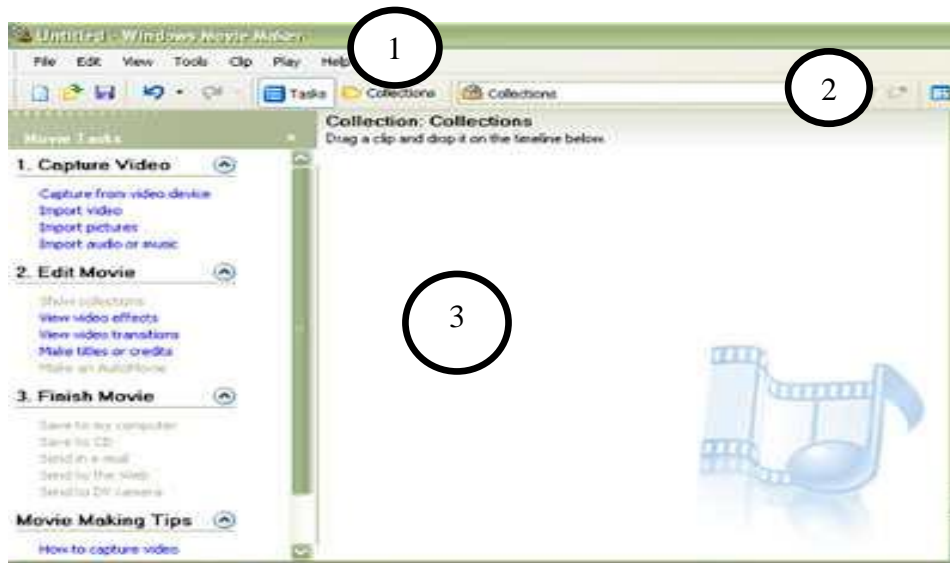 Untitled - Windows Movie Maker
1
File Edit View Tools Clip Play Help
Tasks Collections Collections
2
Movie Tasks
Collection: Collections
Drag a clip and drop it on the timeline below.
1. Capture Video
Capture from video device
Import video
Import pictures
Import audio or music
2. Edit Movie
Show collections
View video effects
View video transitions
Make titles or credits
Make an AutoMovie
3
3. Finish Movie
Save to my computer
Save to CD
Send in e-mail
Send to the Web
Send to DV camera
Movie Making Tips
How to capture video